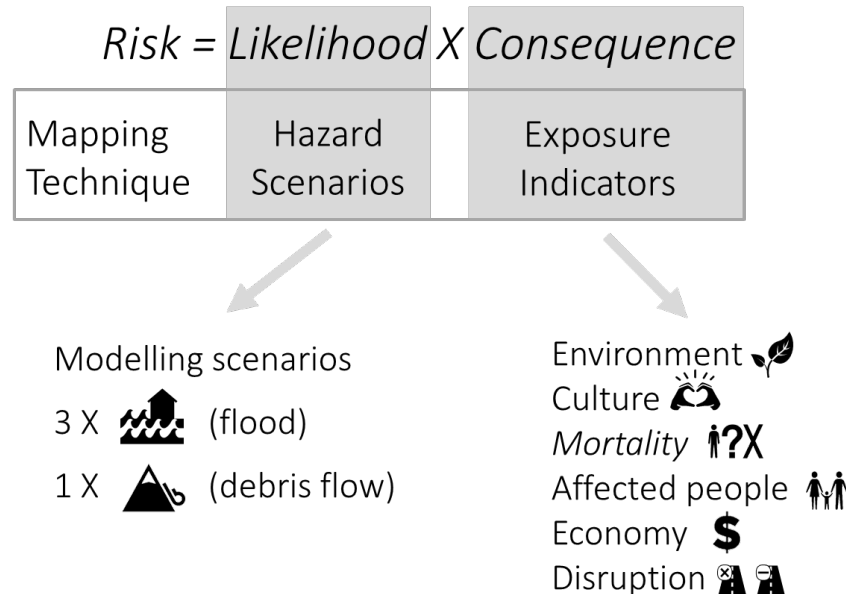 Risk = Likelihood X Consequence
Mapping Technique
Hazard Scenarios
Exposure Indicators
Modelling scenarios
3 X (flood)
1 X (debris flow)
Environment
Culture
Mortality ?X
Affected people
Economy $
Disruption